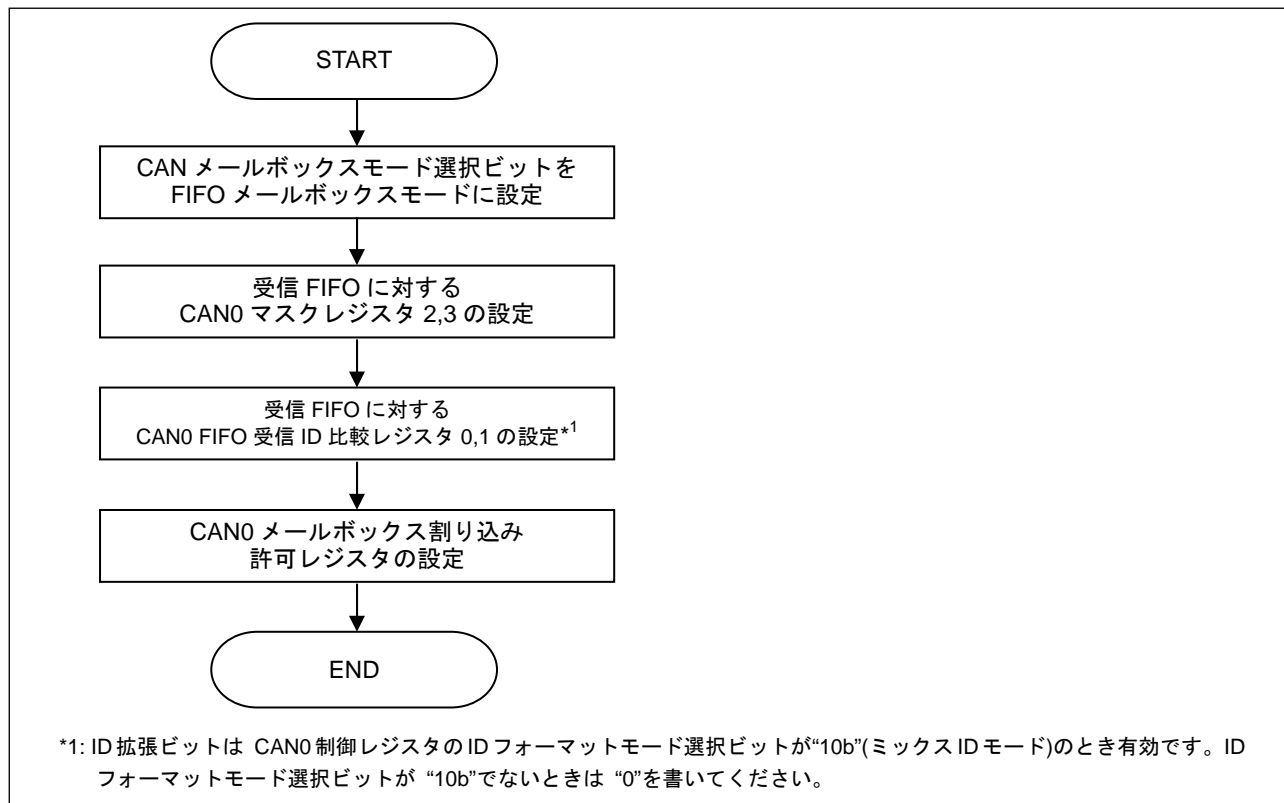 START
CAN メールボックスモード選択ビットを
FIFO メールボックスモードに設定
受信 FIFO に対する
CAN0 マスクレジスタ 2,3 の設定
受信 FIFO に対する
CAN0 FIFO 受信 ID 比較レジスタ 0,1 の設定*1
CAN0 メールボックス割り込み
許可レジスタの設定
END
*1: ID 拡張ビットは CAN0 制御レジスタの ID フォーマットモード選択ビットが“10b”(ミックス ID モード)のとき有効です。ID
フォーマットモード選択ビットが “10b”でないときは “0”を書いてください。